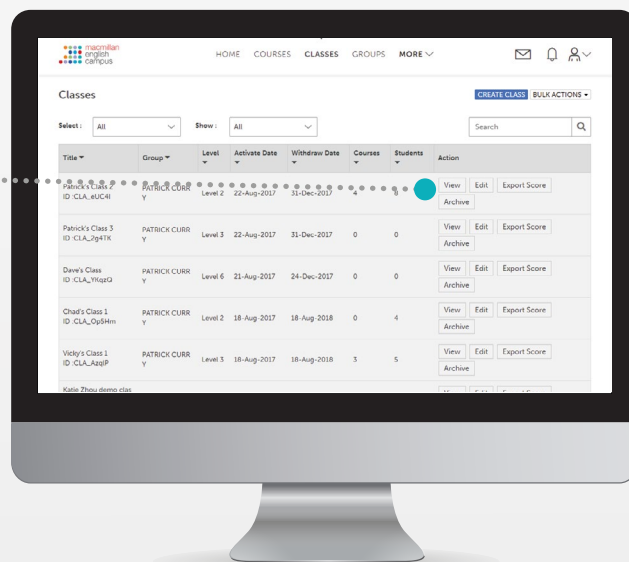 macmillan
english
campus
HOME COURSES CLASSES GROUPS MORE
Classes
CREATE CLASS BULK ACTIONS
Select : All Show : All Search
Title Group Level Activate Date Withdraw Date Courses Students Action
Patrick's Class 2 PATRICK CURR Level 2 22-Aug-2017 31-Dec-2017 4 8 View Edit Export Score
ID :CLA_eUC4I Y Archive
Patrick's Class 3 PATRICK CURR Level 3 22-Aug-2017 31-Dec-2017 0 0 View Edit Export Score
ID :CLA_2g4TK Y Archive
Dave's Class PATRICK CURR Level 6 21-Aug-2017 24-Dec-2017 0 0 View Edit Export Score
ID :CLA_YKqzQ Y Archive
Chad's Class 1 PATRICK CURR Level 2 18-Aug-2017 18-Aug-2018 0 4 View Edit Export Score
ID :CLA_OpSHm Y Archive
Vicky's Class 1 PATRICK CURR Level 3 18-Aug-2017 18-Aug-2018 3 5 View Edit Export Score
ID :CLA_AzqlP Y Archive
Katie Zhou demo clas